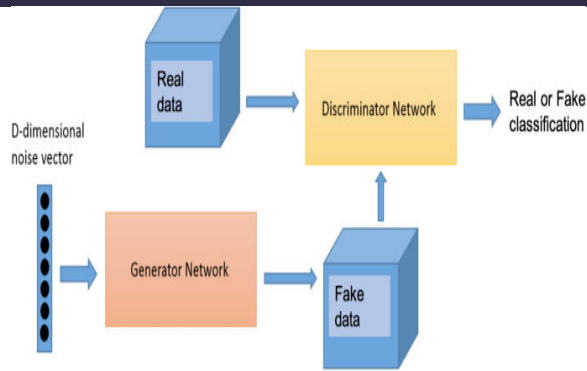 Real
data
Discriminator Network
Real or Fake
classification
D-dimensional
noise vector
Generator Network
Fake
data